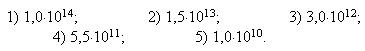 1) 1,0·10¹⁴; 2) 1,5·10¹³; 3) 3,0·10¹²;
4) 5,5·10¹¹; 5) 1,0·10¹⁰.